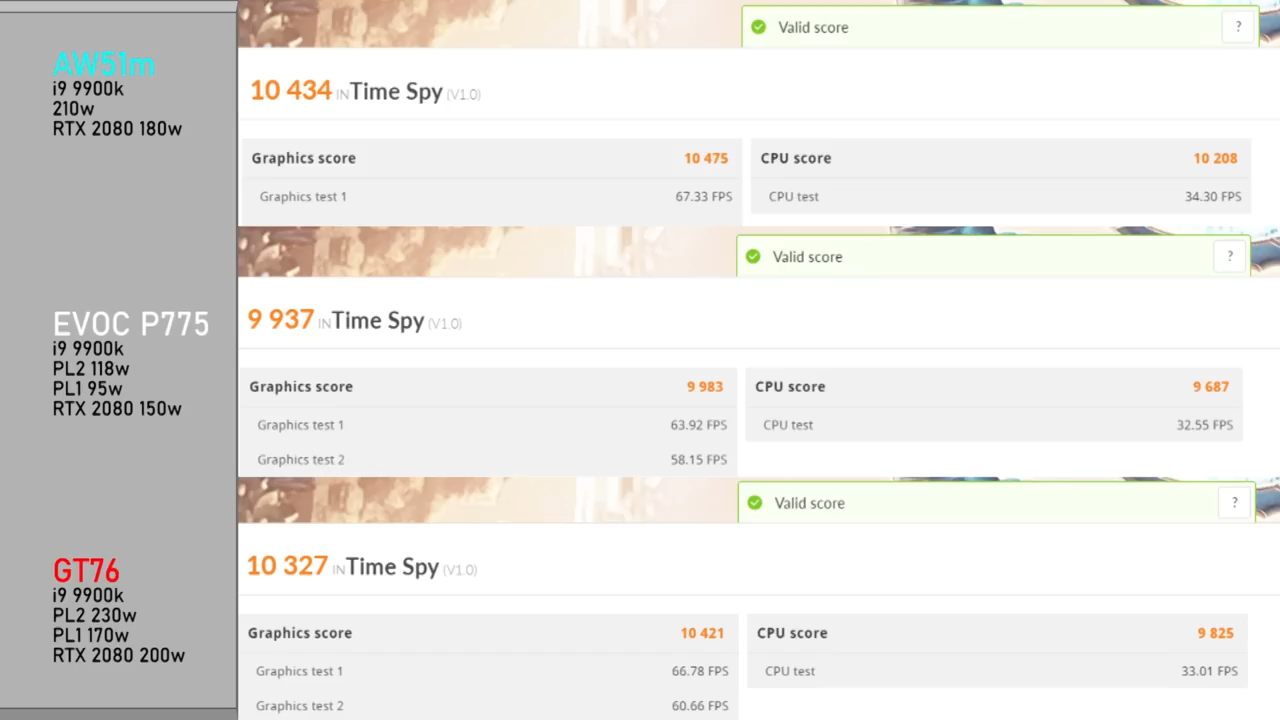 AW51m
i9 9900k
210w
RTX 2080 180w
Valid score
?
10 434 IN Time Spy (V1.0)
Graphics score 10 475
Graphics test 1 67.33 FPS
CPU score 10 208
CPU test 34.30 FPS
EVOC P775
i9 9900k
PL2 118w
PL1 95w
RTX 2080 150w
Valid score
?
9 937 IN Time Spy (V1.0)
Graphics score 9 983
Graphics test 1 63.92 FPS
Graphics test 2 58.15 FPS
CPU score 9 687
CPU test 32.55 FPS
GT76
i9 9900k
PL2 230w
PL1 170w
RTX 2080 200w
Valid score
?
10 327 IN Time Spy (V1.0)
Graphics score 10 421
Graphics test 1 66.78 FPS
Graphics test 2 60.66 FPS
CPU score 9 825
CPU test 33.01 FPS